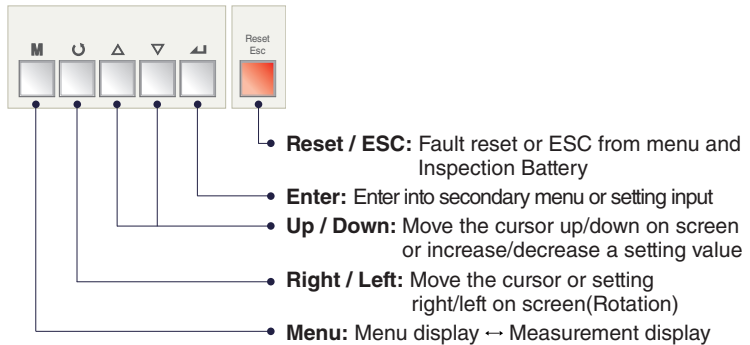 M
Reset
Esc
Reset / ESC: Fault reset or ESC from menu and
Inspection Battery
Enter: Enter into secondary menu or setting input
Up / Down: Move the cursor up/down on screen
or increase/decrease a setting value
Right / Left: Move the cursor or setting
right/left on screen(Rotation)
Menu: Menu display ↔ Measurement display